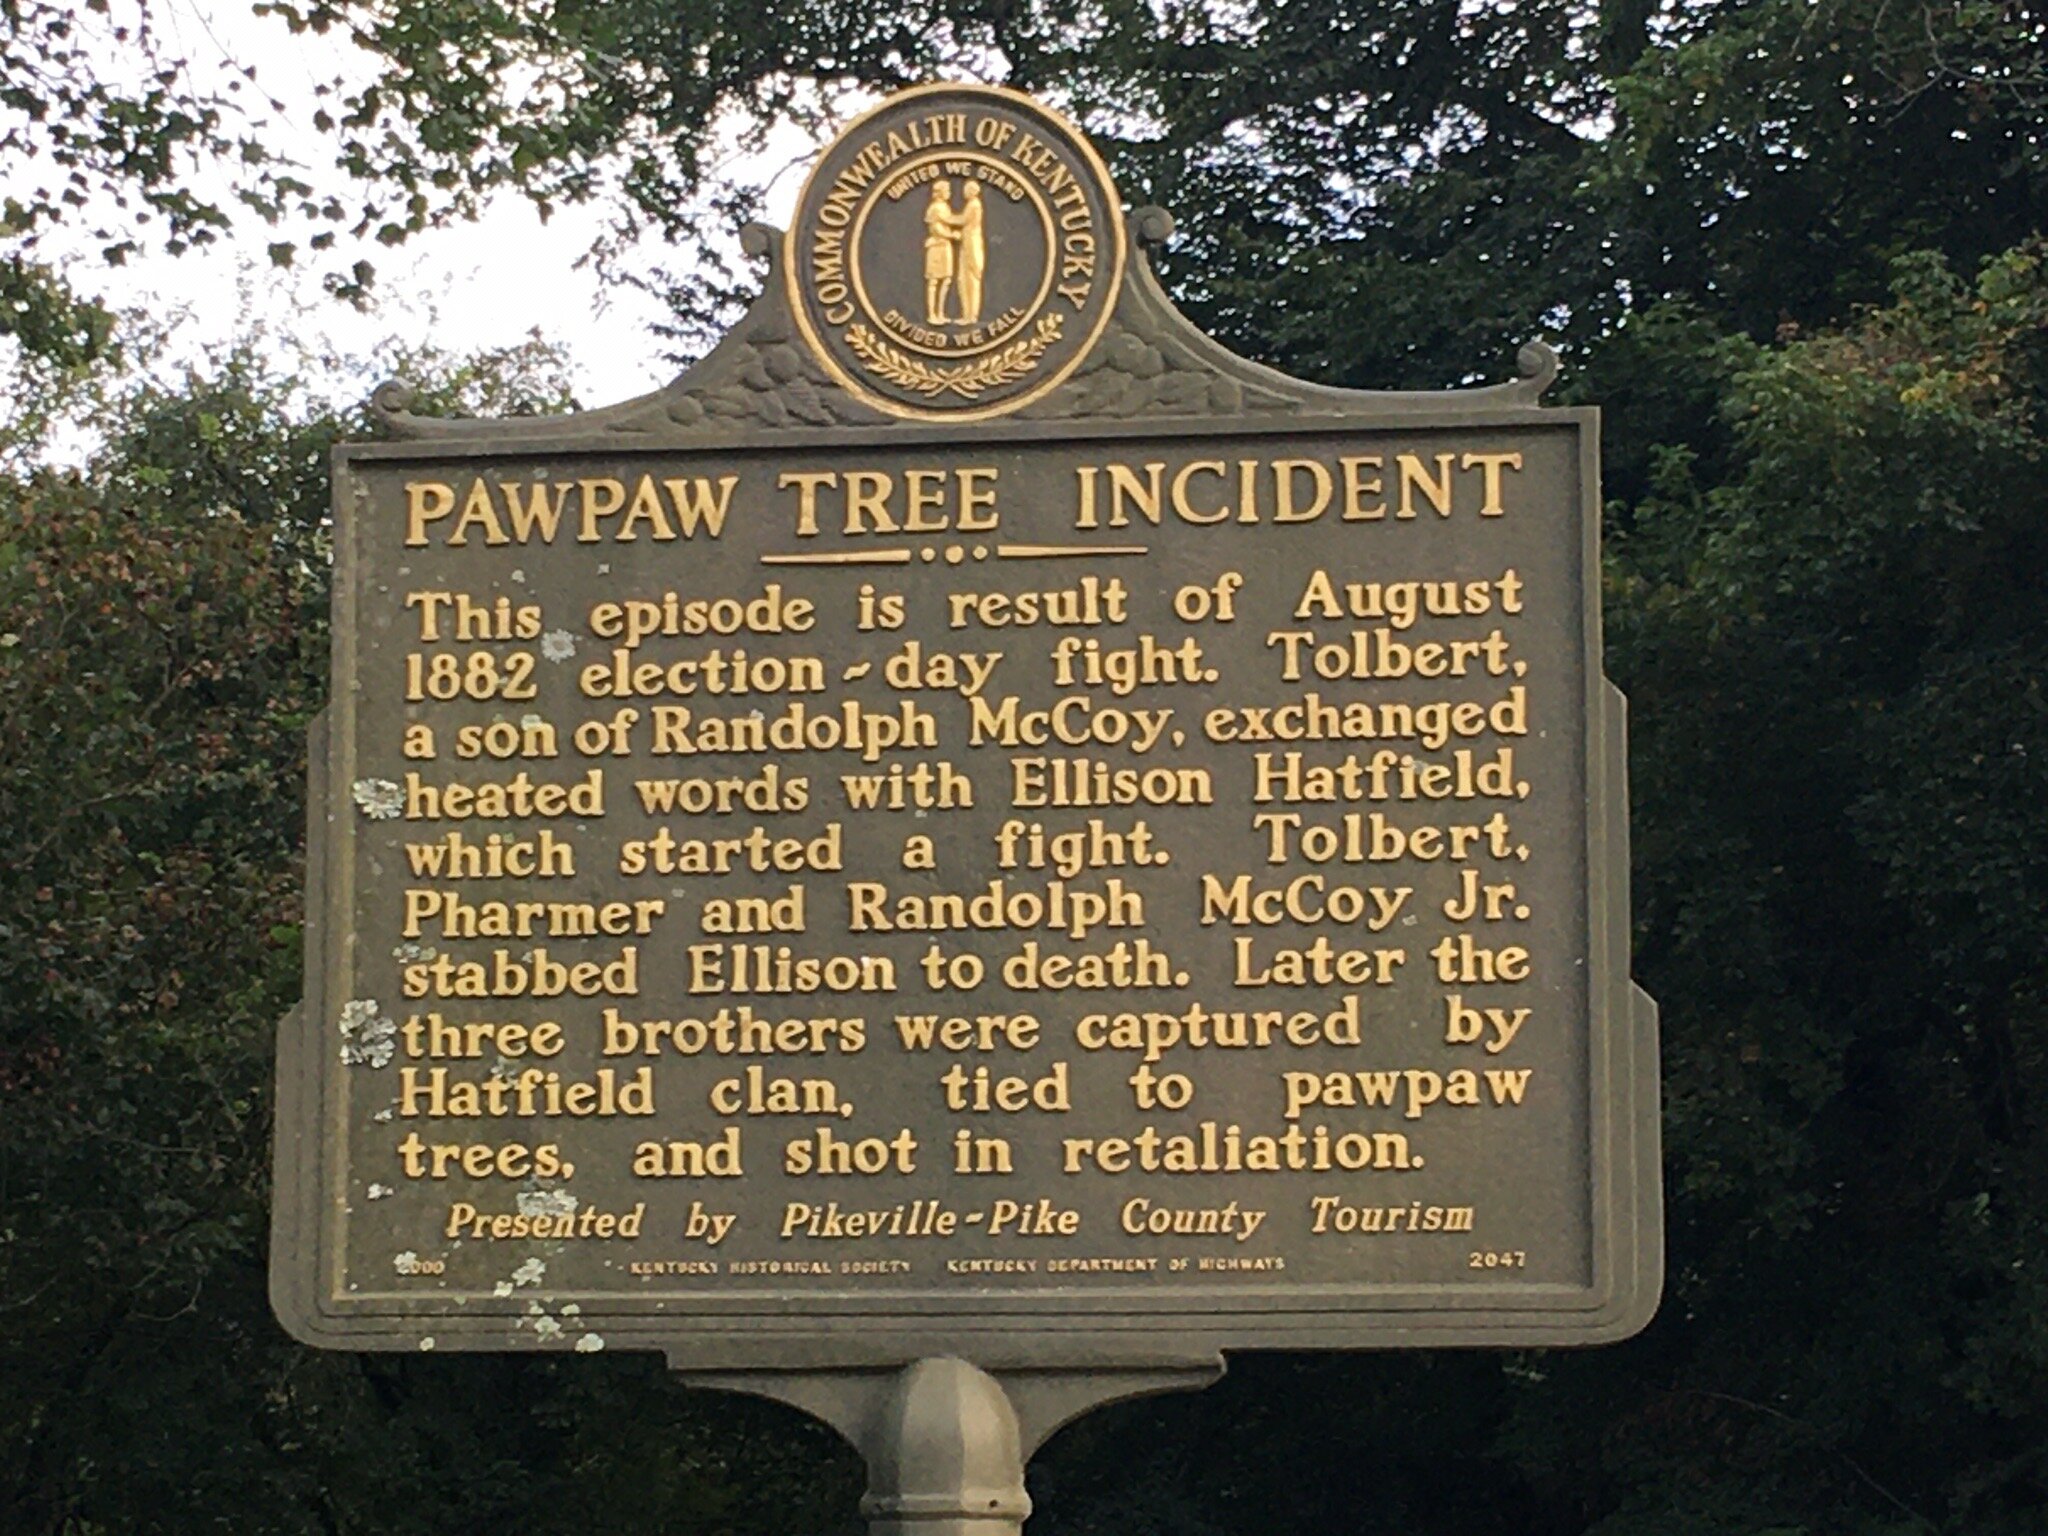 COMMONWEALTH OF KENTUCKY
UNITED WE STAND
DIVIDED WE FALL
PAWPAW TREE INCIDENT
This episode is result of August
1882 election-day fight. Tolbert,
a son of Randolph McCoy, exchanged
heated words with Ellison Hatfield,
which started a fight. Tolbert,
Pharmer and Randolph McCoy Jr.
stabbed Ellison to death. Later the
three brothers were captured by
Hatfield clan, tied to pawpaw
trees, and shot in retaliation.
Presented by Pikeville-Pike County Tourism
2000 KENTUCKY HISTORICAL SOCIETY KENTUCKY DEPARTMENT OF HIGHWAYS 2047